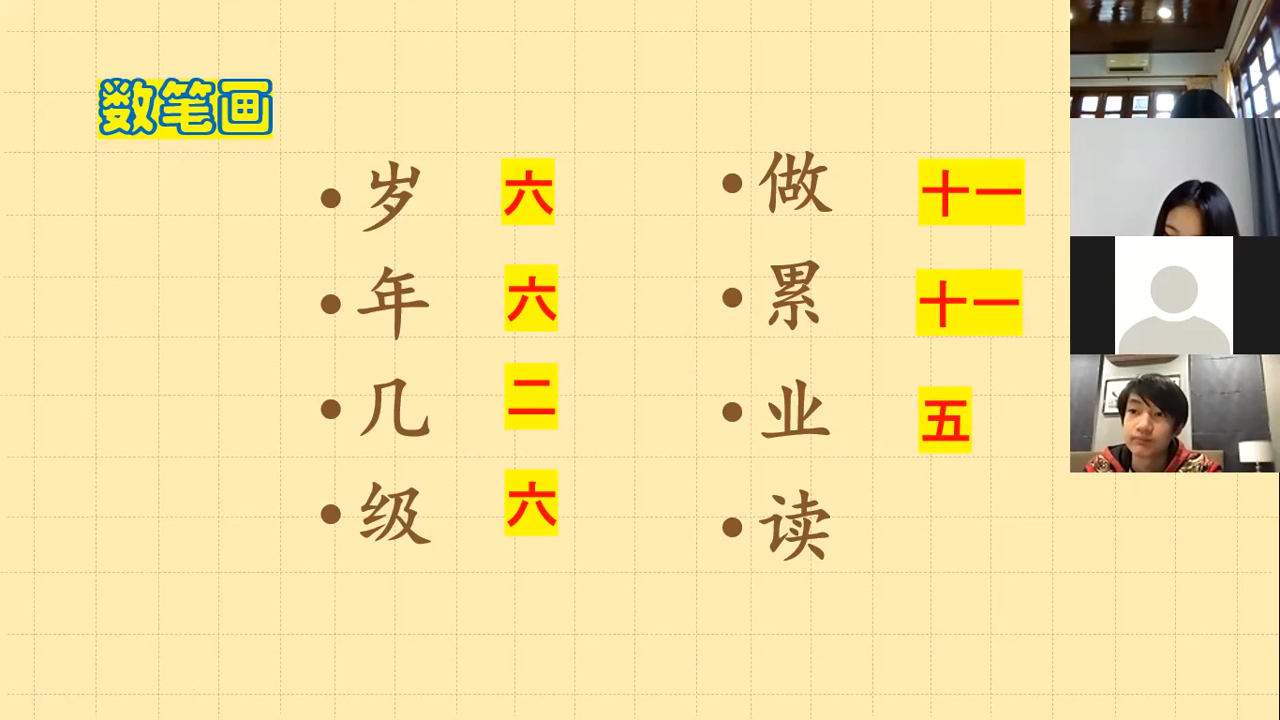 数笔画
岁 六
年 六
几 二
级 六
做 十一
累 十一
业 五
读